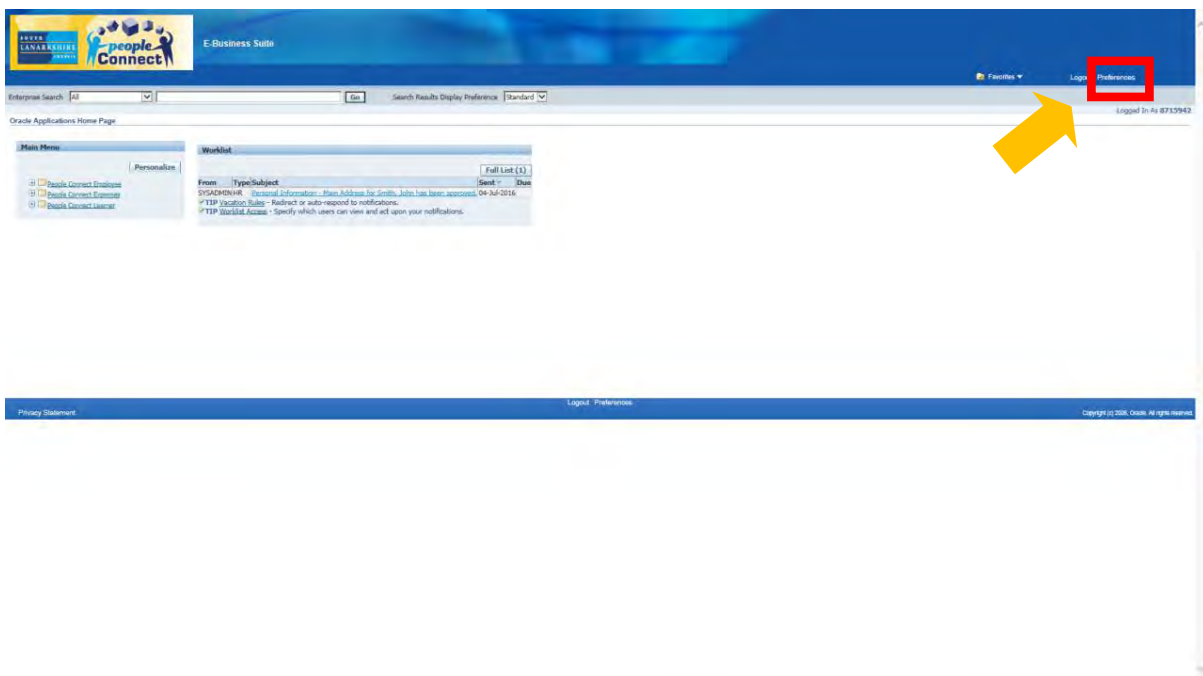 SOUTH
LANARKSHIRE
COUNCIL
people
Connect
E-Business Suite
Favorites
Logout Preferences
Enterprise Search All Go Search Results Display Preference Standard
Logged In As 8715942
Oracle Applications Home Page
Main Menu
Personalize
People Connect Employee
People Connect Expenses
People Connect Learner
Worklist
Full List (1)
From Type Subject Sent Due
SYSADMIN HR Personal Information - Main Address for Smith, John has been approved. 04-Jul-2016
TIP Vacation Rules - Redirect or auto-respond to notifications.
TIP Worklist Access - Specify which users can view and act upon your notifications.
Logout Preferences
Privacy Statement
Copyright (c) 2006, Oracle. All rights reserved.